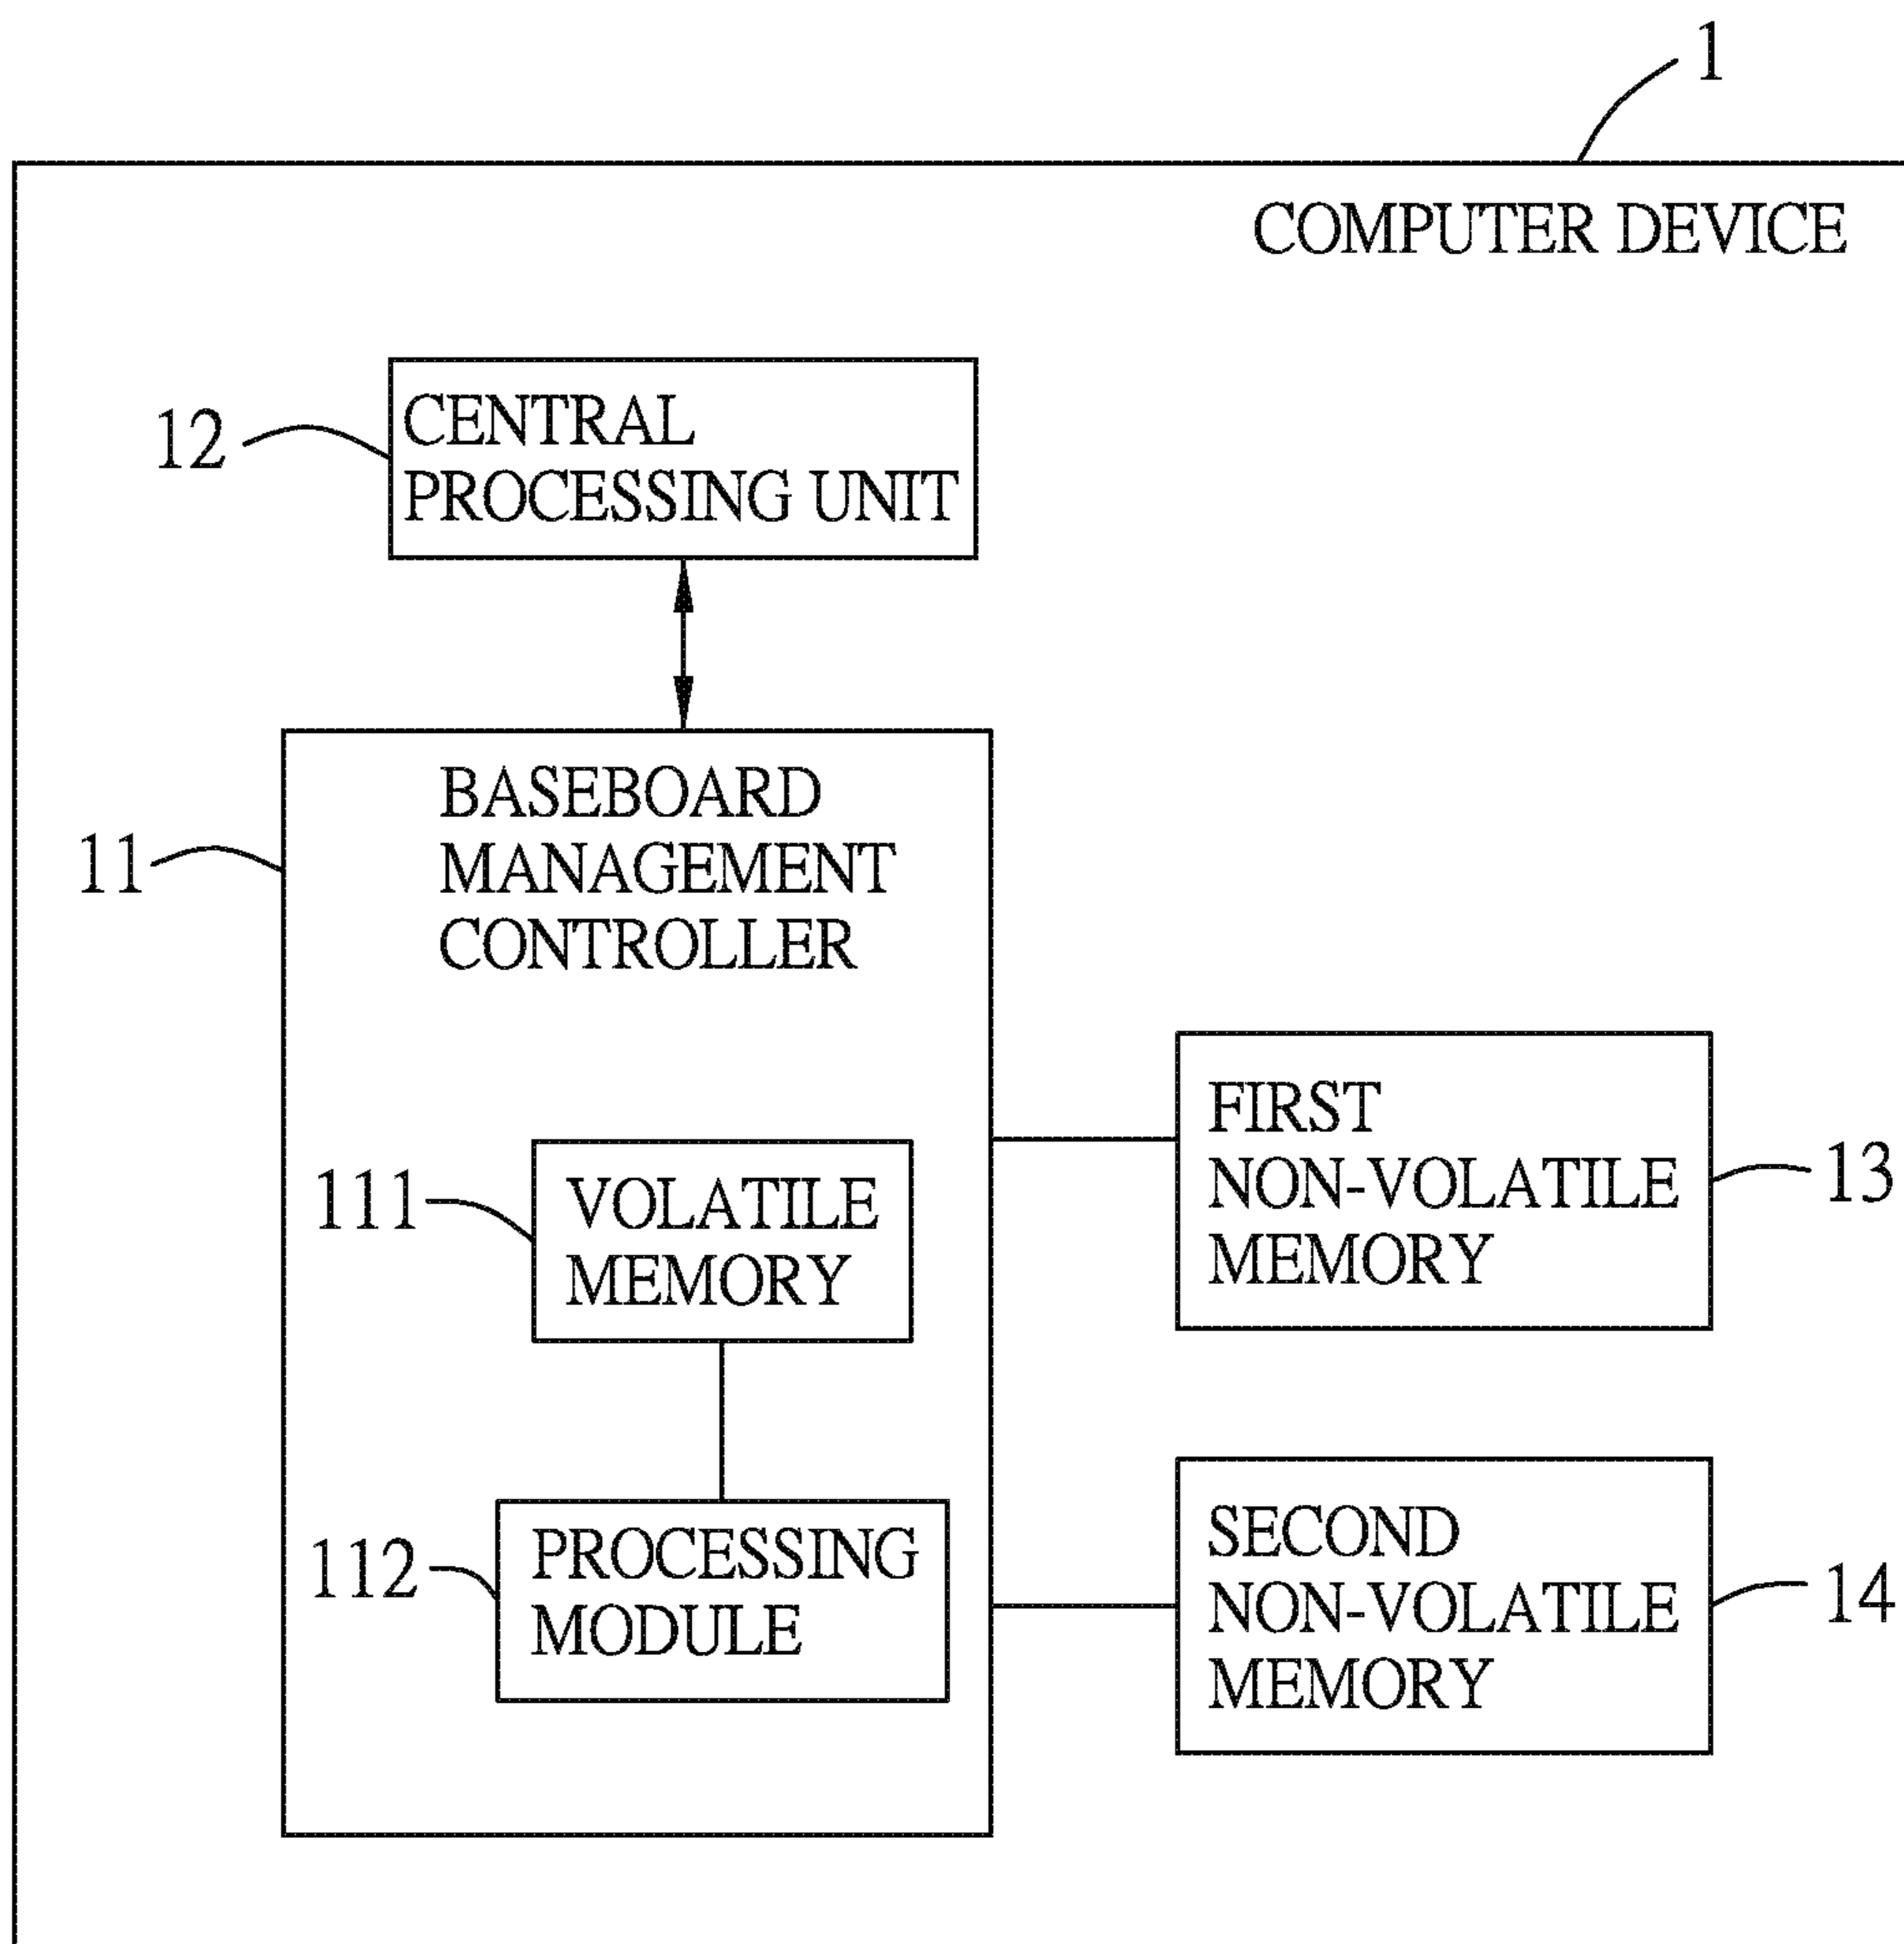 1
COMPUTER DEVICE
12
CENTRAL
PROCESSING UNIT
11
BASEBOARD
MANAGEMENT
CONTROLLER
111
VOLATILE
MEMORY
112
PROCESSING
MODULE
FIRST
NON-VOLATILE
MEMORY
13
SECOND
NON-VOLATILE
MEMORY
14